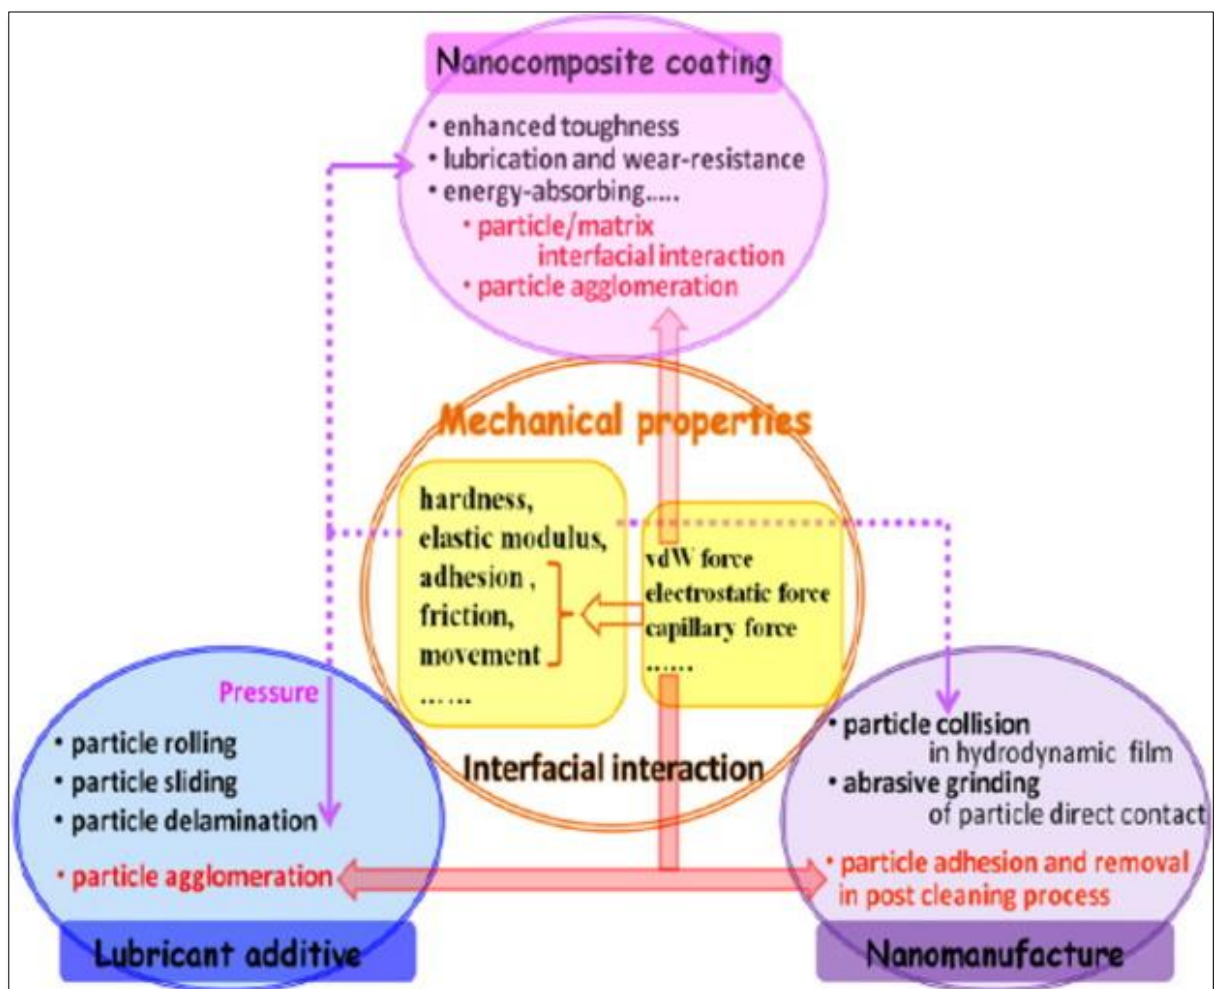 Nanocomposite coating
• enhanced toughness
• lubrication and wear-resistance
• energy-absorbing.....
• particle/matrix
interfacial interaction
• particle agglomeration
Mechanical properties
hardness,
elastic modulus,
adhesion ,
friction,
movement
......
vdW force
electrostatic force
capillary force
......
Interfacial interaction
Pressure
• particle rolling
• particle sliding
• particle delamination
• particle agglomeration
Lubricant additive
• particle collision
in hydrodynamic film
• abrasive grinding
of particle direct contact
• particle adhesion and removal
in post cleaning process
Nanomanufacture